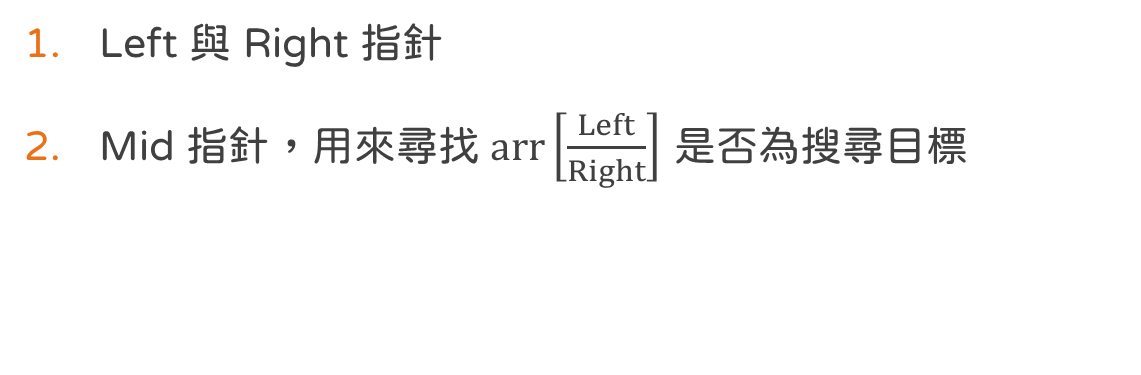 1. Left 與 Right 指針
2. Mid 指針，用來尋找 arr[Left/Right] 是否為搜尋目標